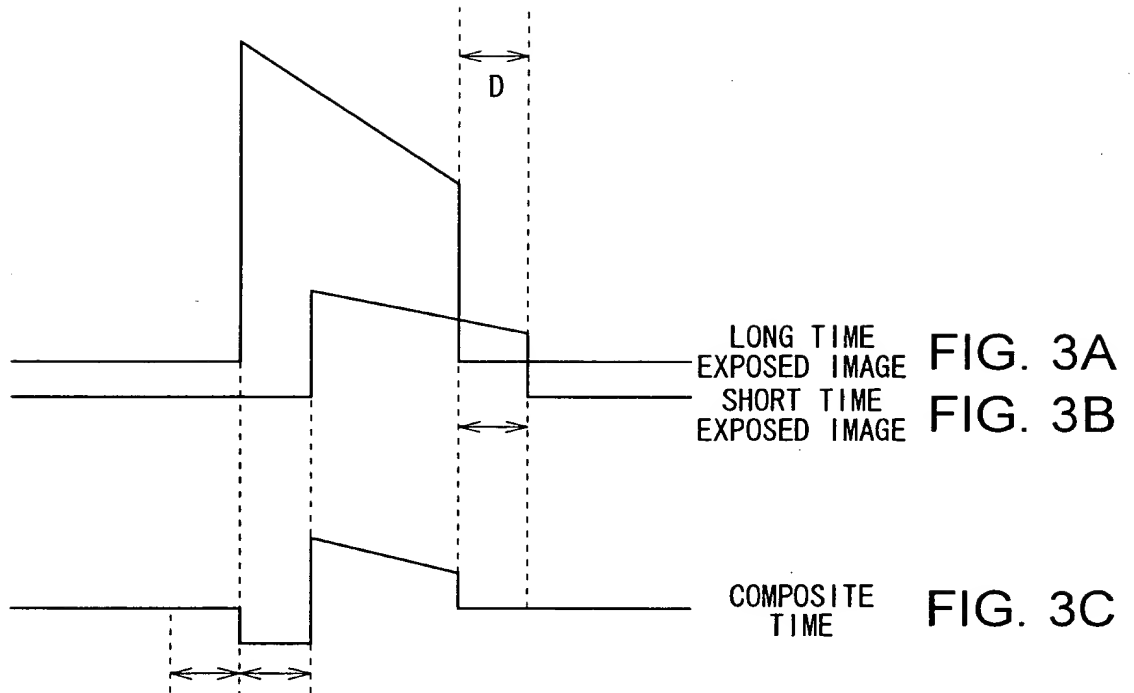 D
LONG TIME
EXPOSED IMAGE
FIG. 3A
SHORT TIME
EXPOSED IMAGE
FIG. 3B
COMPOSITE
TIME
FIG. 3C